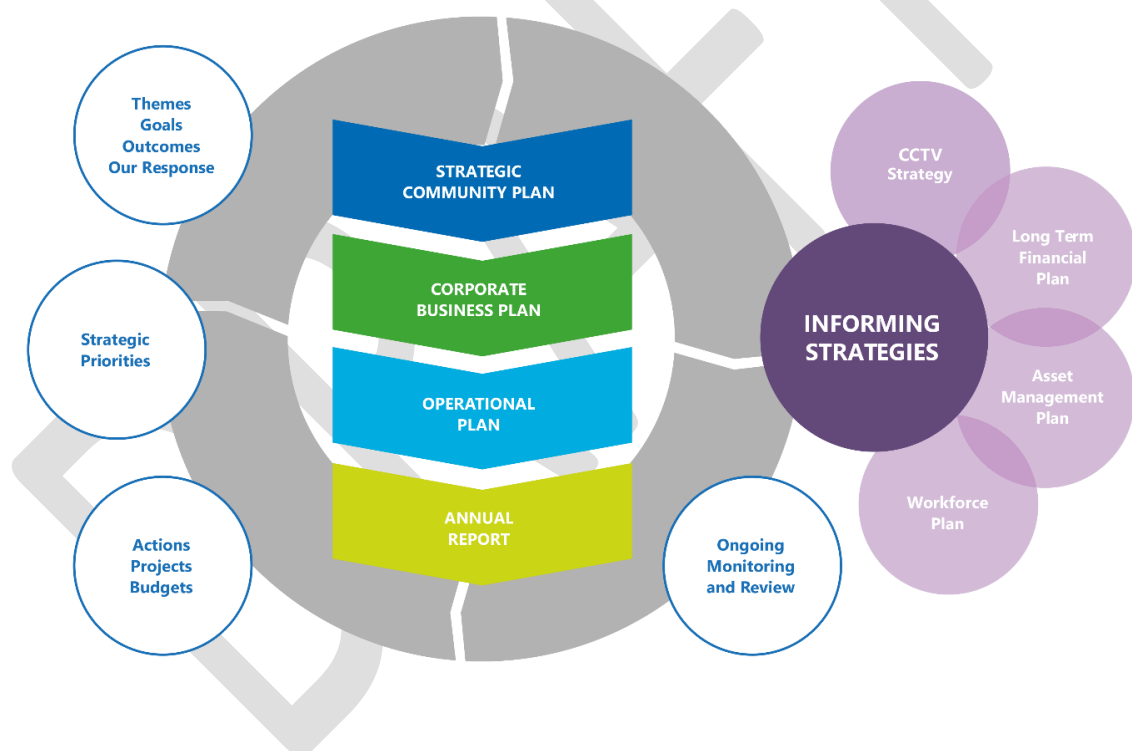 Themes
Goals
Outcomes
Our Response
Strategic
Priorities
Actions
Projects
Budgets
STRATEGIC
COMMUNITY PLAN
CORPORATE
BUSINESS PLAN
OPERATIONAL
PLAN
ANNUAL
REPORT
Ongoing
Monitoring
and Review
INFORMING
STRATEGIES
CCTV
Strategy
Long Term
Financial
Plan
Asset
Management
Plan
Workforce
Plan